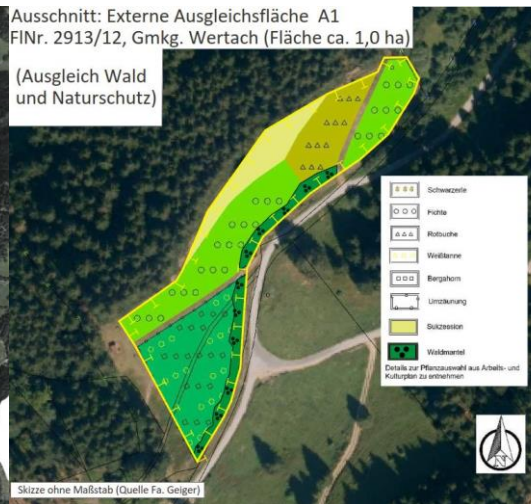 Ausschnitt: Externe Ausgleichsfläche A1
FlNr. 2913/12, Gmkg. Wertach (Fläche ca. 1,0 ha)
(Ausgleich Wald
und Naturschutz)
Schwarzerle
Fichte
Rotbuche
Weißtanne
Bergahorn
Umzäunung
Sukzession
Waldmantel
Details zur Pflanzauswahl aus Arbeits- und
Kulturplan zu entnehmen
N
Skizze ohne Maßstab (Quelle Fa. Geiger)